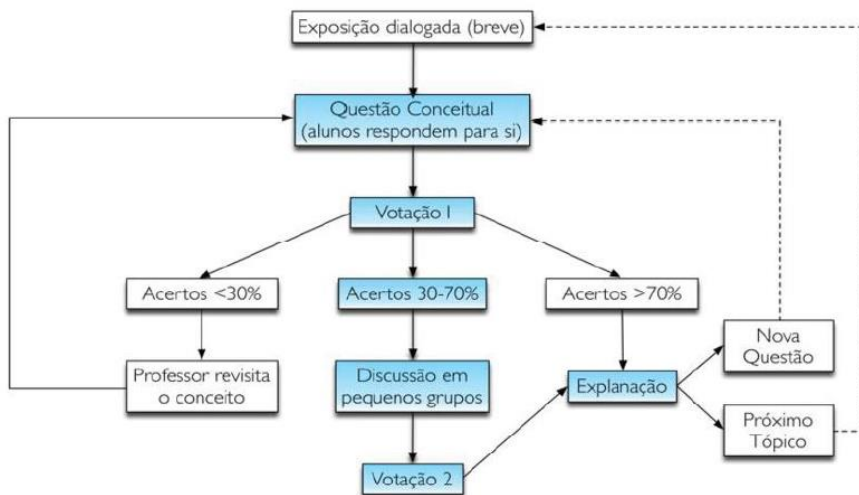 Exposição dialogada (breve)
Questão Conceitual
(alunos respondem para si)
Votação 1
Acertos <30%
Acertos 30-70%
Acertos >70%
Professor revisita
o conceito
Discussão em
pequenos grupos
Explanação
Nova
Questão
Próximo
Tópico
Votação 2